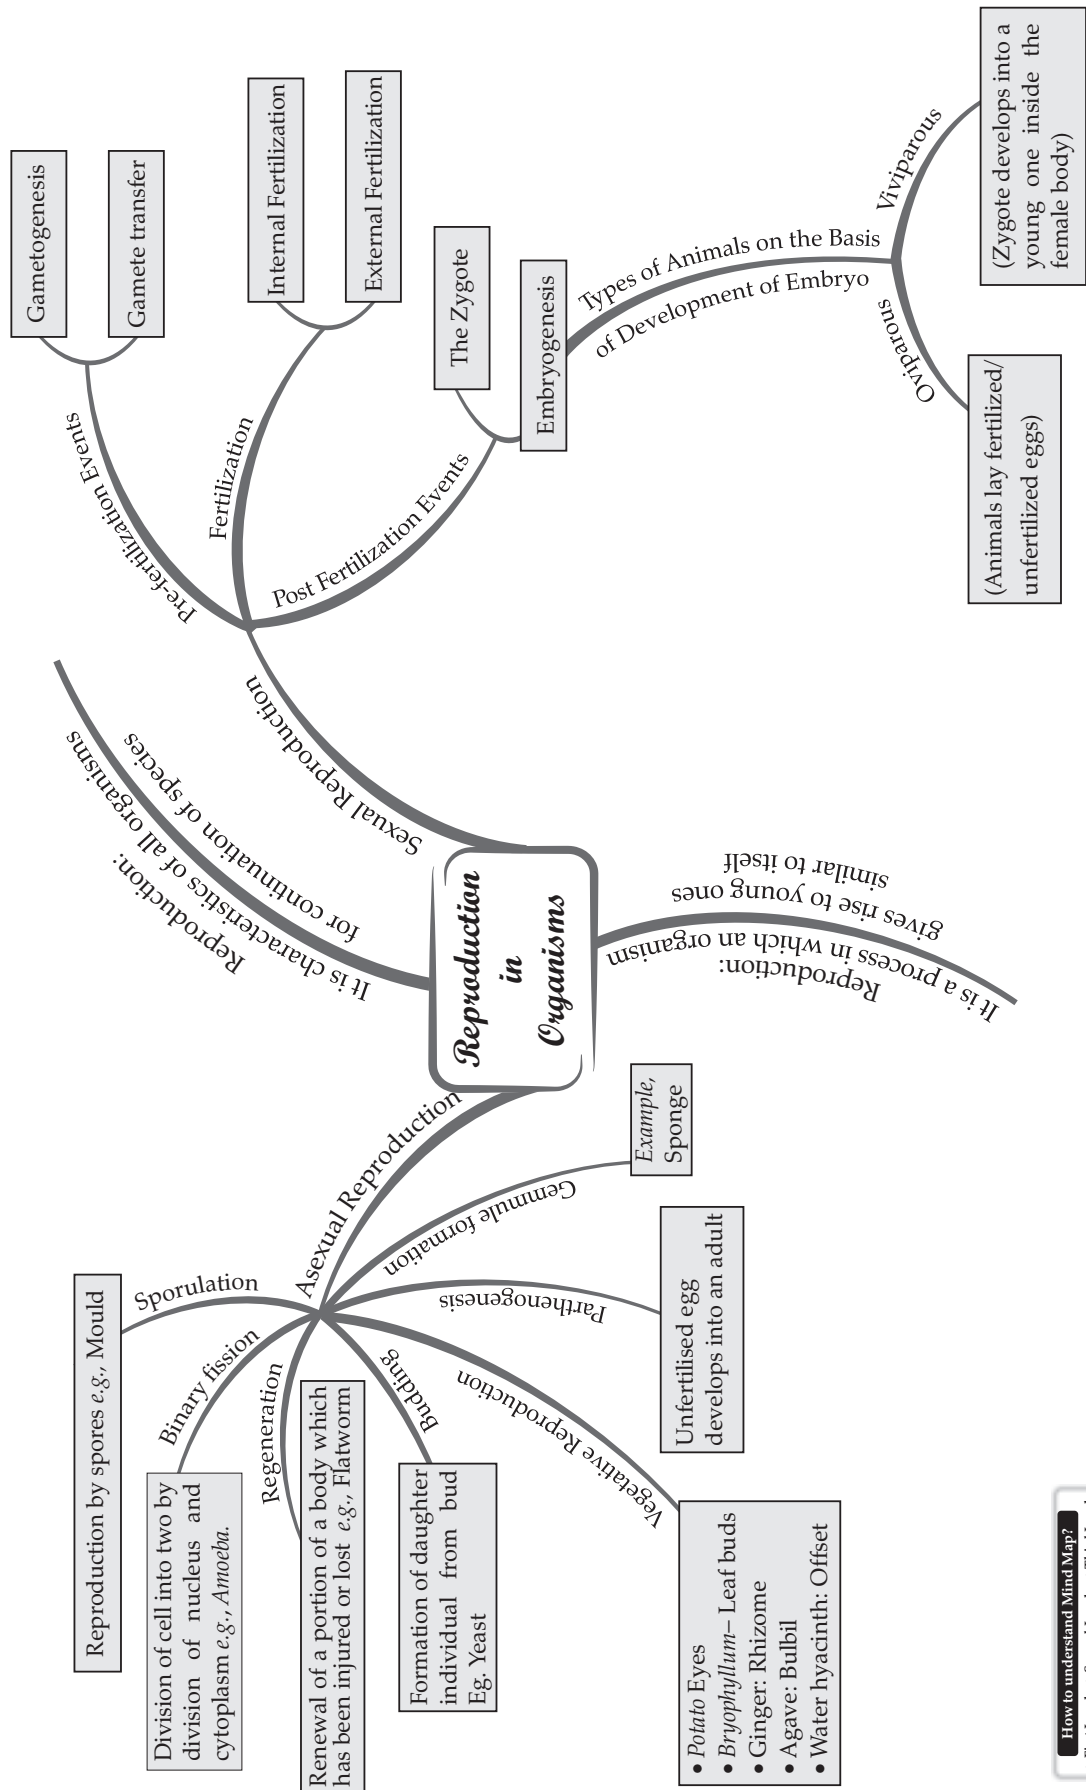 Reproduction
in
Organisms
Reproduction:
It is characteristics of all organisms
for continuation of species
Reproduction:
It is a process in which an organism
gives rise to young ones
similar to itself
Asexual Reproduction
Sporulation
Reproduction by spores e.g., Mould
Binary fission
Division of cell into two by
division of nucleus and
cytoplasm e.g., Amoeba.
Regeneration
Renewal of a portion of a body which
has been injured or lost e.g., Flatworm
Budding
Formation of daughter
individual from bud
Eg. Yeast
Vegetative Reproduction
• Potato Eyes
• Bryophyllum– Leaf buds
• Ginger: Rhizome
• Agave: Bulbil
• Water hyacinth: Offset
Parthenogenesis
Unfertilised egg
develops into an adult
Gemmule formation
Example,
Sponge
Sexual Reproduction
Pre-fertilization Events
Gametogenesis
Gamete transfer
Fertilization
Internal Fertilization
External Fertilization
Post Fertilization Events
The Zygote
Embryogenesis
Types of Animals on the Basis
of Development of Embryo
Oviparous
(Animals lay fertilized/
unfertilized eggs)
Viviparous
(Zygote develops into a
young one inside the
female body)
How to understand Mind Map?